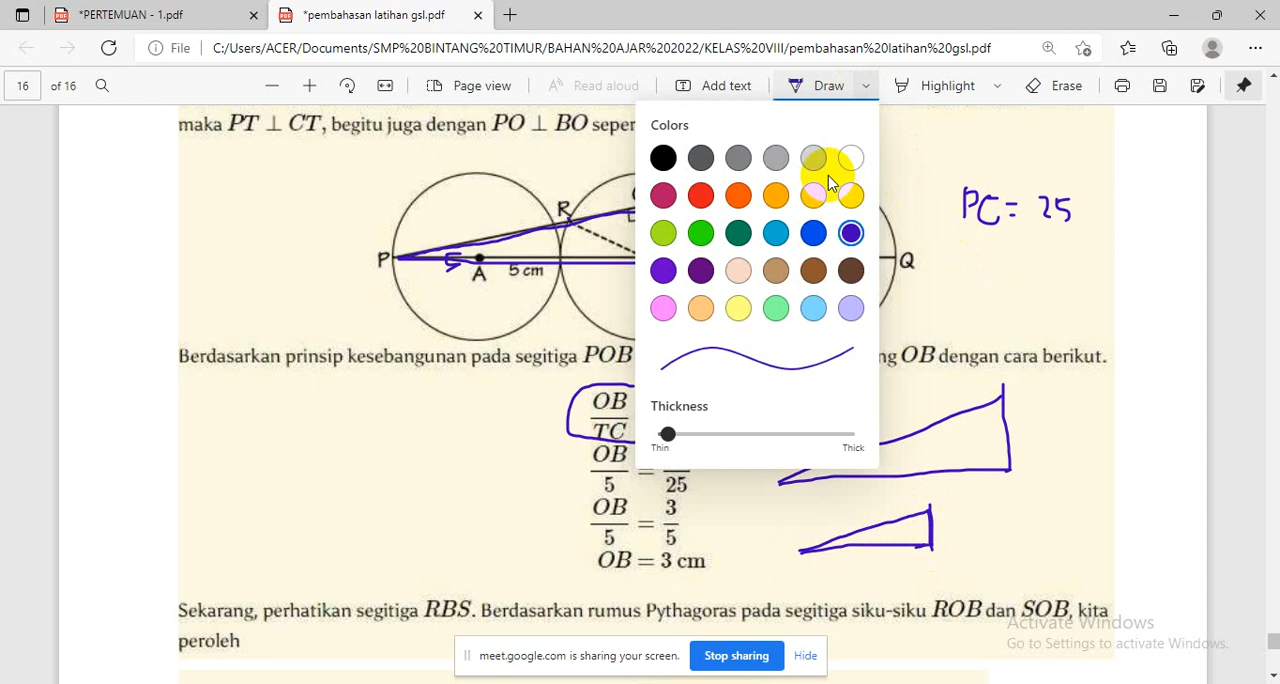 *PERTEMUAN - 1.pdf
*pembahasan latihan gsl.pdf
File
C:/Users/ACER/Documents/SMP%20BINTANG%20TIMUR/BAHAN%20AJAR%202022/KELAS%20VIII/pembahasan%20latihan%20gsl.pdf
16 of 16
Page view
Read aloud
Add text
Draw
Highlight
Erase
maka PT ⊥ CT, begitu juga dengan PO ⊥ BO seper
Colors
PC = 25
R
P
A
5 cm
Q
Berdasarkan prinsip kesebangunan pada segitiga POB
ng OB dengan cara berikut.
OB
TC
Thickness
Thin
Thick
OB
5
=
25
OB
5
=
3
5
OB = 3 cm
Sekarang, perhatikan segitiga RBS. Berdasarkan rumus Pythagoras pada segitiga siku-siku ROB dan SOB, kita
peroleh
Activate Windows
Go to Settings to activate Windows.
meet.google.com is sharing your screen.
Stop sharing
Hide